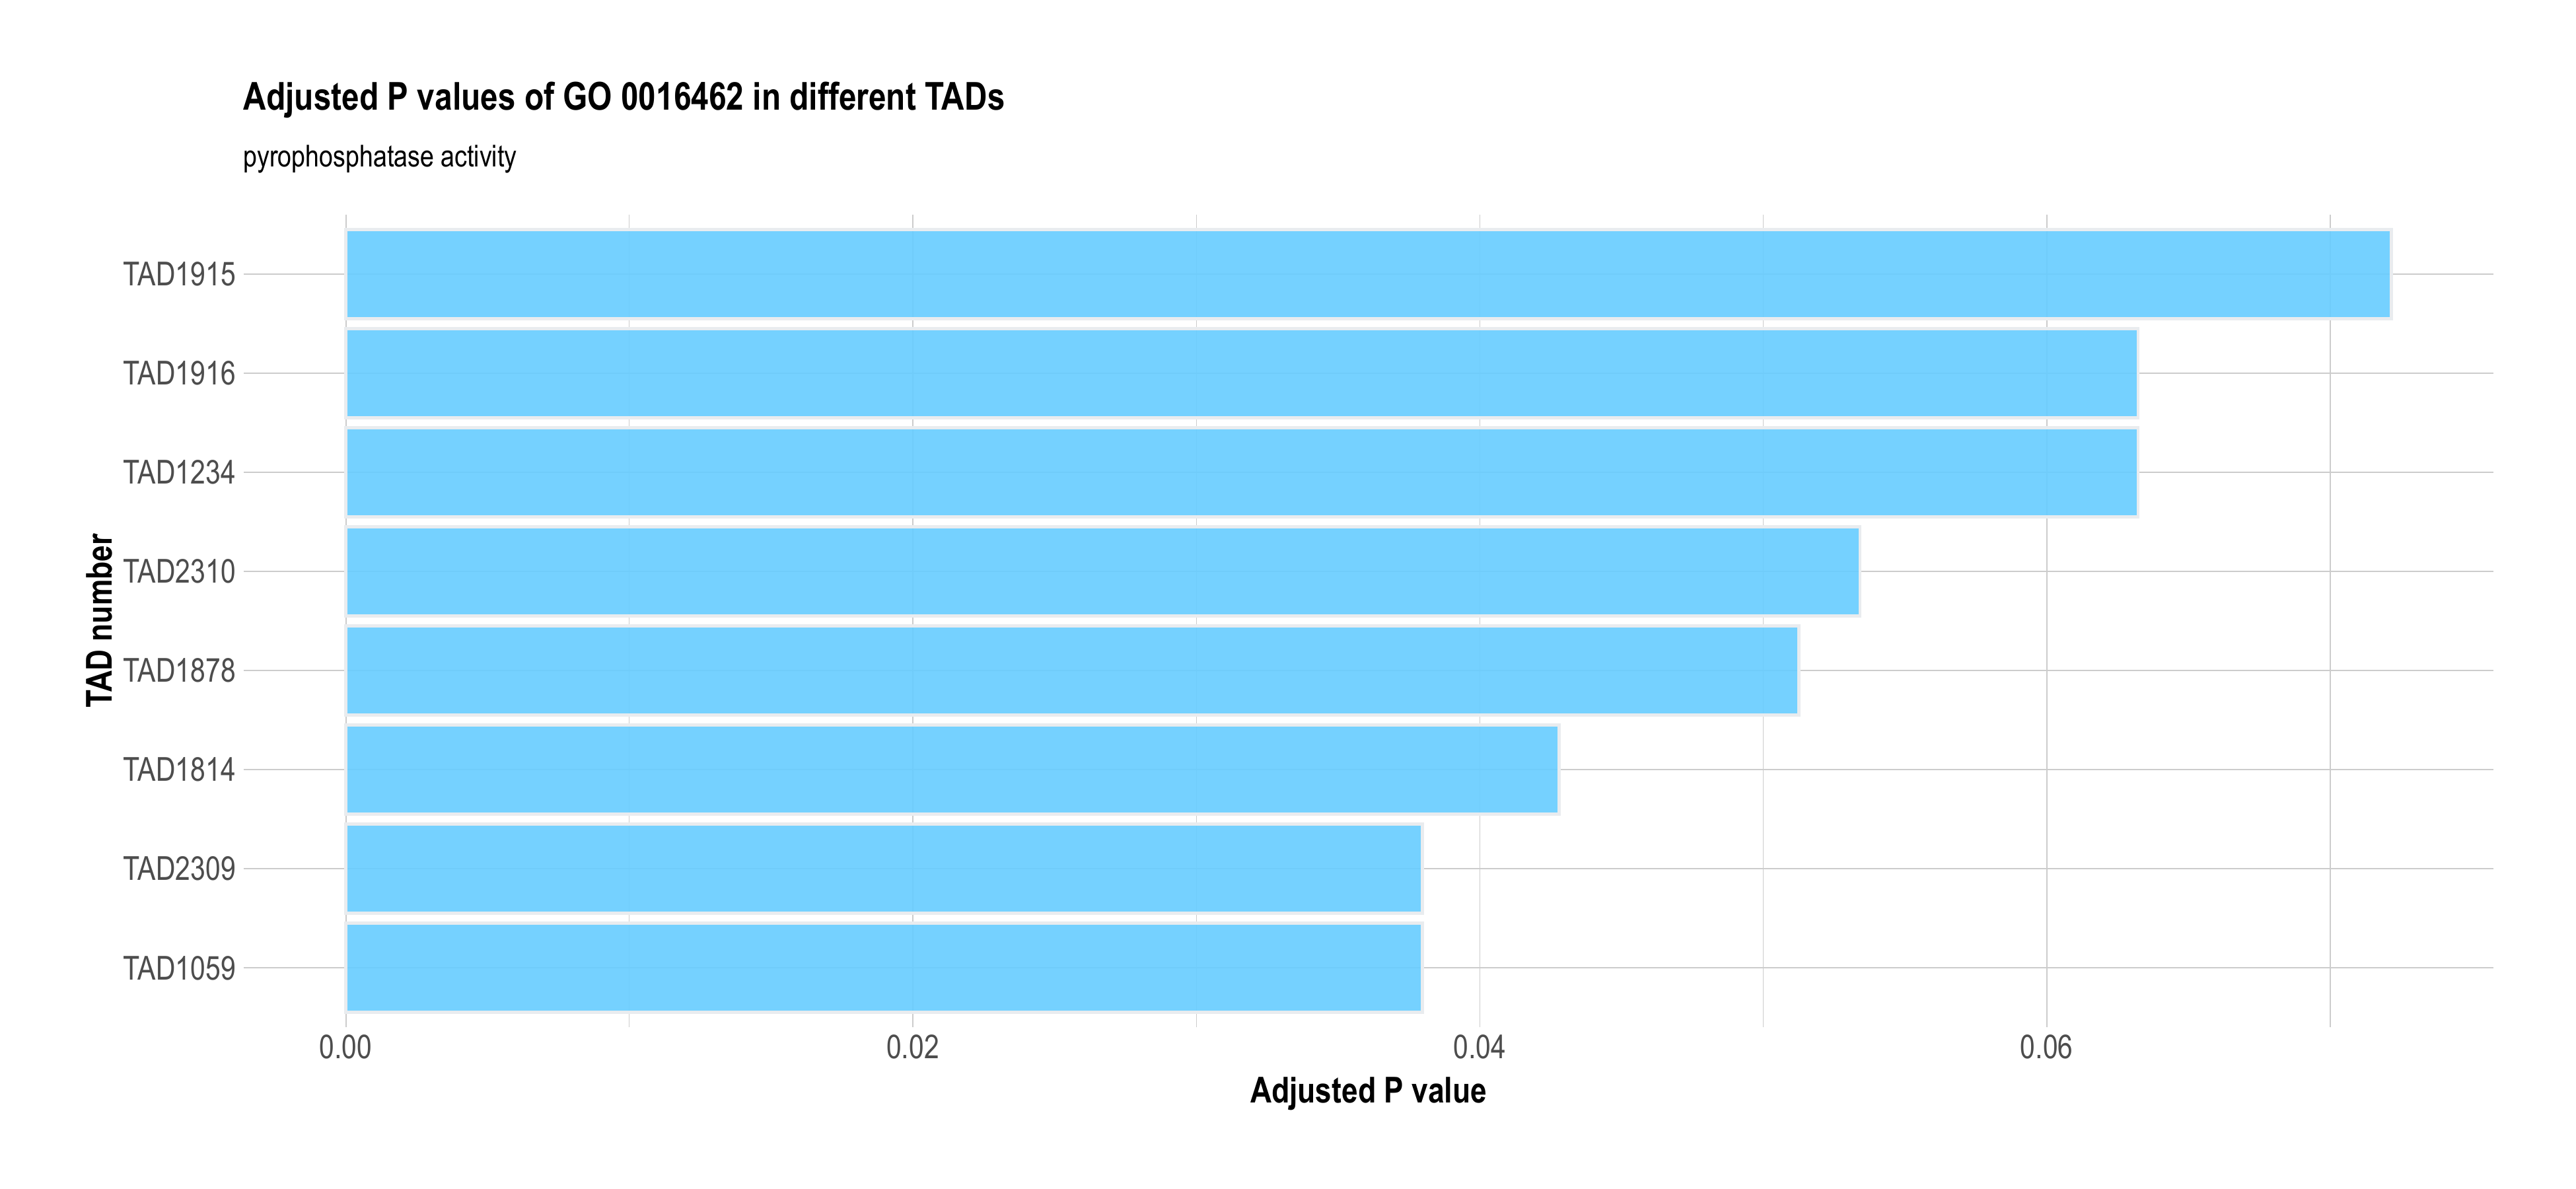 Adjusted P values of GO 0016462 in different TADs
pyrophosphatase activity
TAD number
TAD1915
TAD1916
TAD1234
TAD2310
TAD1878
TAD1814
TAD2309
TAD1059
0.00 0.02 0.04 0.06
Adjusted P value